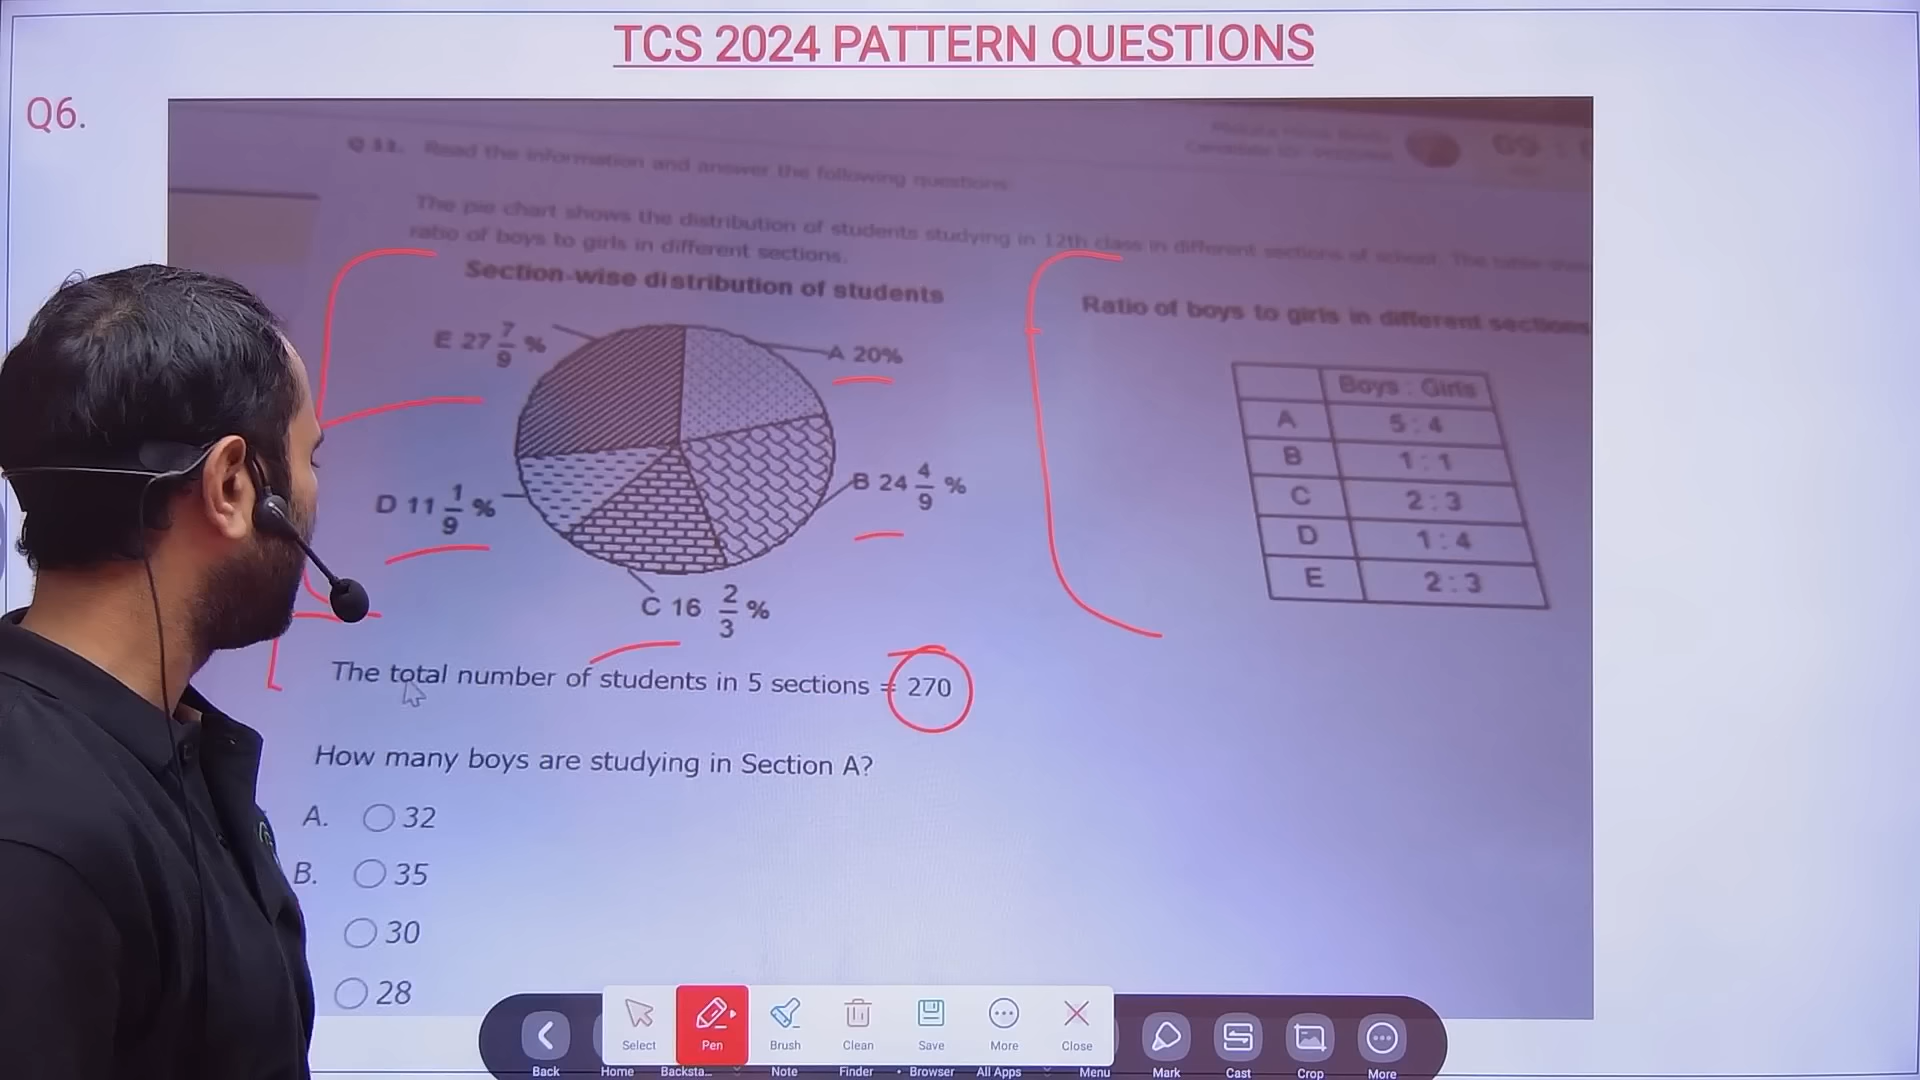 TCS 2024 PATTERN QUESTIONS
Q6.
Read the information and answer the following questions
The pie chart shows the distribution of students studying in 12th class in different sections of school. The table
ratio of boys to girls in different sections.
Section-wise distribution of students
E 27 7/9 %
A 20%
B 24 4/9 %
D 11 1/9 %
C 16 2/3 %
Ratio of boys to girls in different sections
Boys : Girls
A 5 : 4
B 1 : 1
C 2 : 3
D 1 : 4
E 2 : 3
The total number of students in 5 sections = 270
How many boys are studying in Section A?
A. 32
B. 35
30
28
Select Pen Brush Clean Save More Close
Back Home Backsta... Note Finder Browser All Apps Menu Mark Cast Crop More